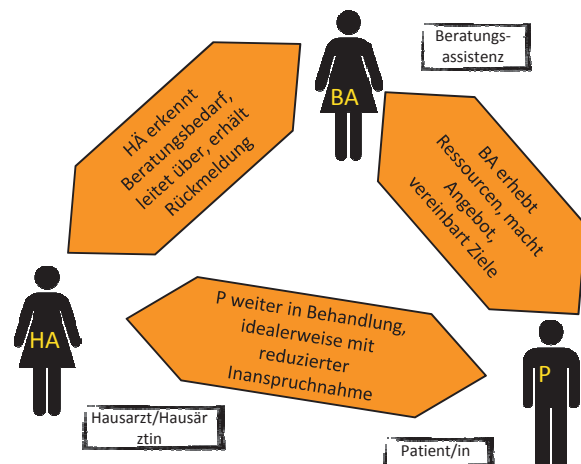 Beratungs-
assistenz
BA
HÄ erkennt
Beratungsbedarf,
leitet über, erhält
Rückmeldung
BA erhebt
Ressourcen, macht
Angebot,
vereinbart Ziele
P weiter in Behandlung,
idealerweise mit
reduzierter
Inanspruchnahme
HA
P
Hausarzt/Hausär
ztin
Patient/in